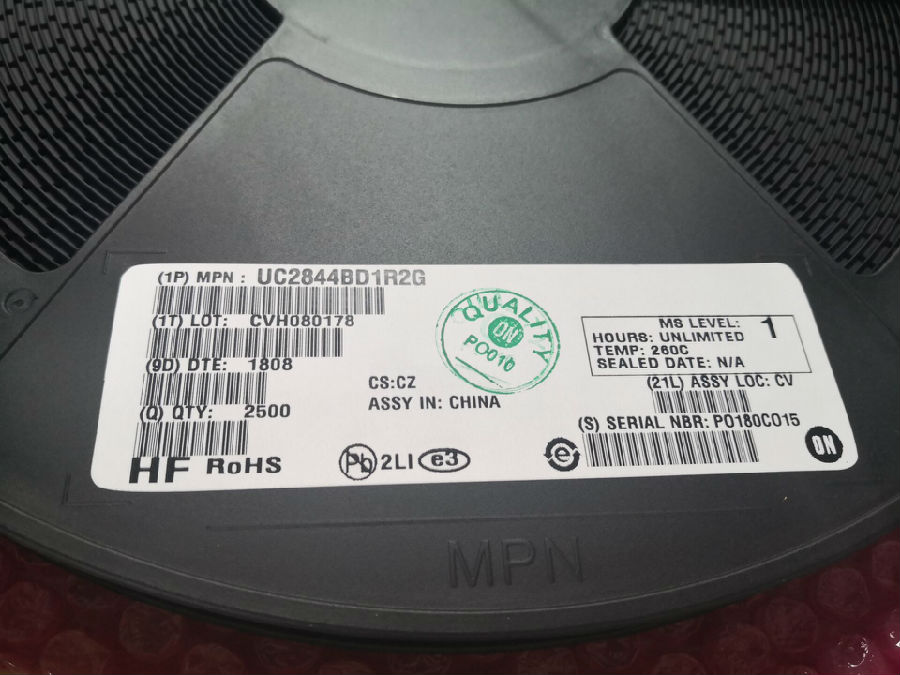 (1P) MPN : UC2844BD1R2G
(1T) LOT: CVH080178
(9D) DTE: 1808
(Q) QTY: 2500
HF RoHS
CS:CZ
ASSY IN: CHINA
Pb 2LI e3
QUALITY
ON
PO010
MS LEVEL: 1
HOURS: UNLIMITED
TEMP: 260C
SEALED DATE: N/A
(21L) ASSY LOC: CV
(S) SERIAL NBR: PO180C015
e
ON
MPN